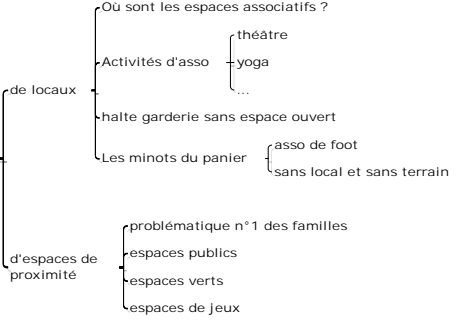 Où sont les espaces associatifs ?
théâtre
Activités d'asso
yoga
...
de locaux
halte garderie sans espace ouvert
asso de foot
Les minots du panier
sans local et sans terrain
problématique n°1 des familles
espaces publics
d'espaces de
proximité
espaces verts
espaces de jeux